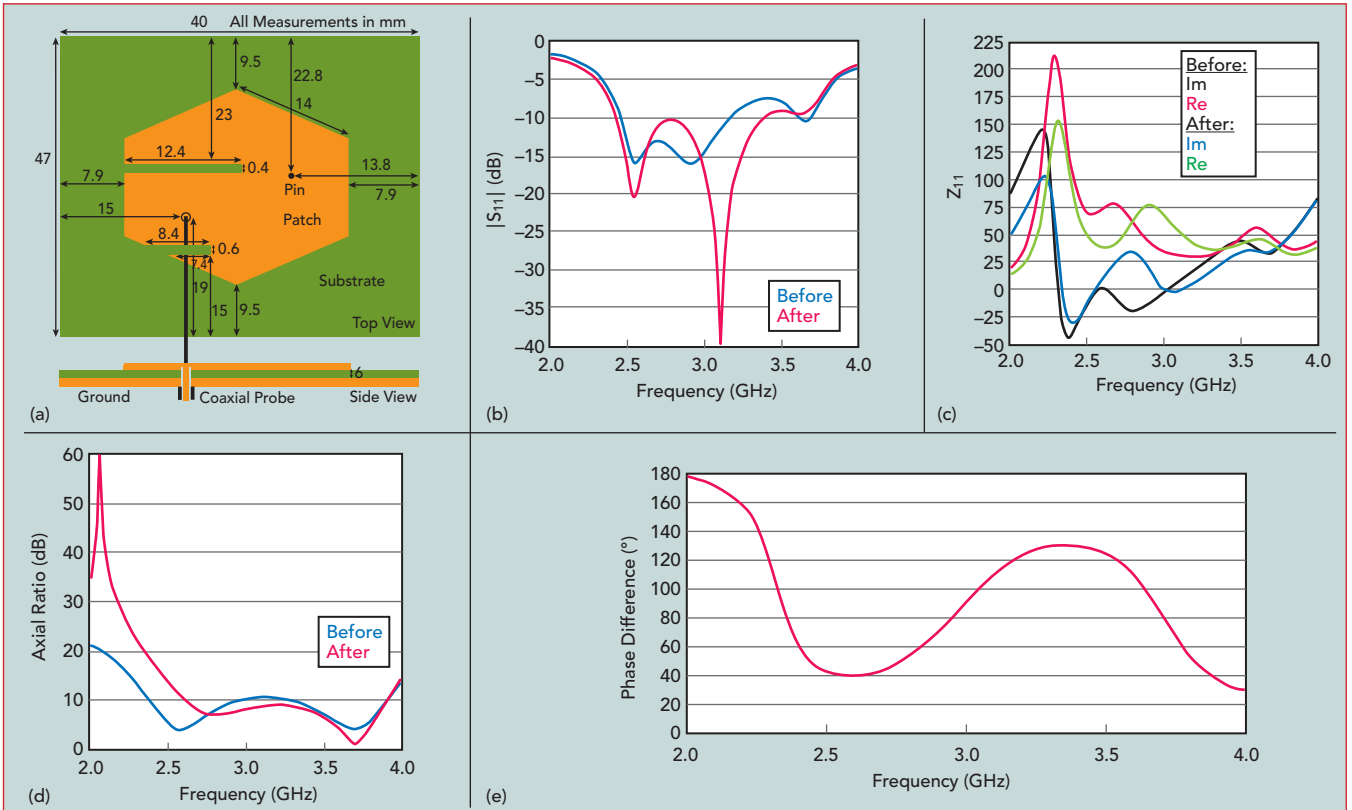 40 All Measurements in mm
9.5
22.8
14
23
47
12.4
0.4
13.8
7.9
Pin
7.9
15
Patch
8.4
0.6
7.4
19
Substrate
15
9.5
Top View
6
Ground
Coaxial Probe
Side View
(a)
|S11| (dB)
0
−5
−10
−15
−20
−25
−30
−35
−40
Before
After
2.0 2.5 3.0 3.5 4.0
Frequency (GHz)
(b)
Z11
225
200
175
150
125
100
75
50
25
0
−25
−50
Before:
Im
Re
After:
Im
Re
2.0 2.5 3.0 3.5 4.0
Frequency (GHz)
(c)
Axial Ratio (dB)
60
50
40
30
20
10
0
Before
After
2.0 2.5 3.0 3.5 4.0
Frequency (GHz)
(d)
Phase Difference (°)
180
160
140
120
100
80
60
40
20
0
2.0 2.5 3.0 3.5 4.0
Frequency (GHz)
(e)